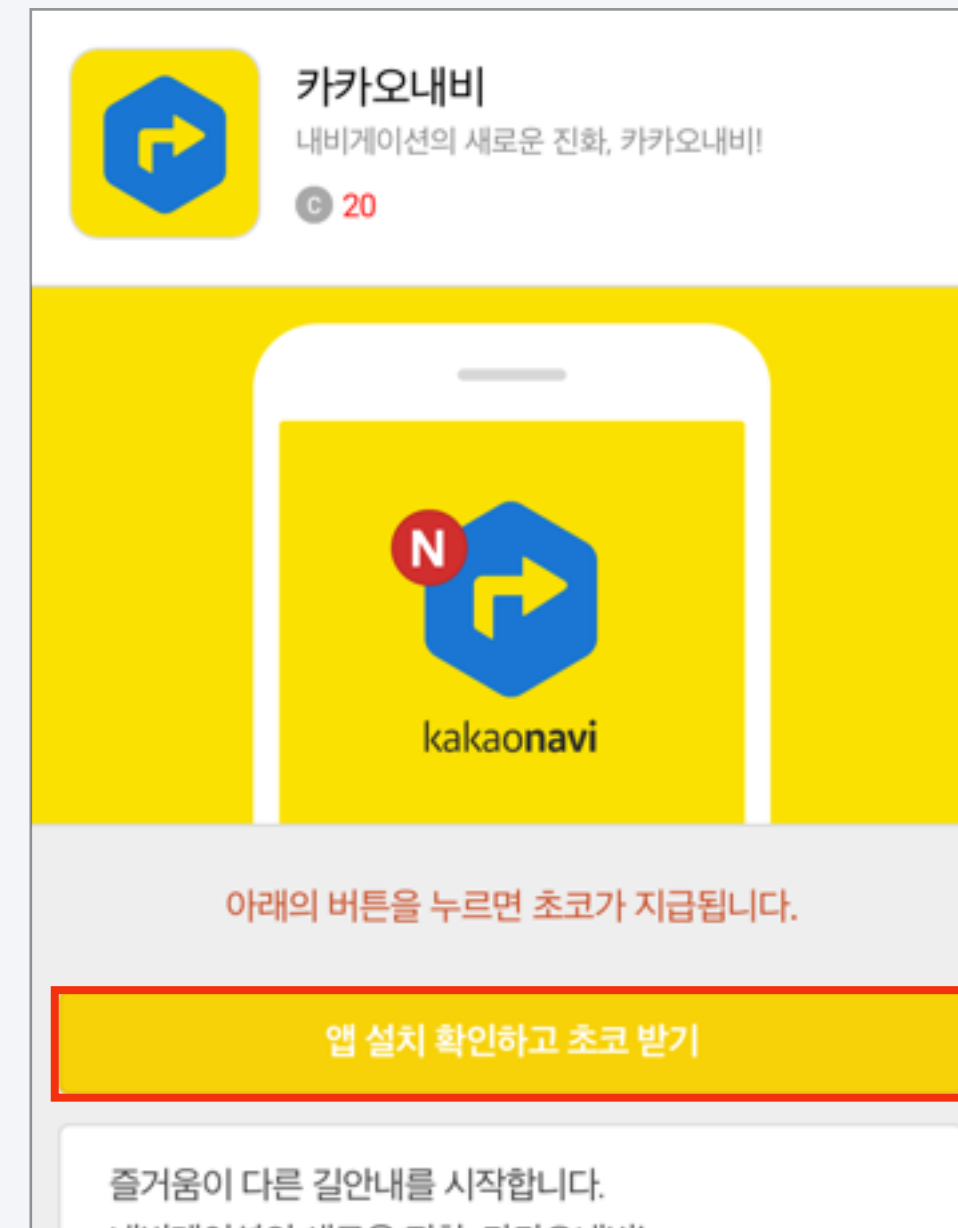 카카오내비
내비게이션의 새로운 진화, 카카오내비!
C 20
N
kakaonavi
아래의 버튼을 누르면 초코가 지급됩니다.
앱 설치 확인하고 초코 받기
즐거움이 다른 길안내를 시작합니다.